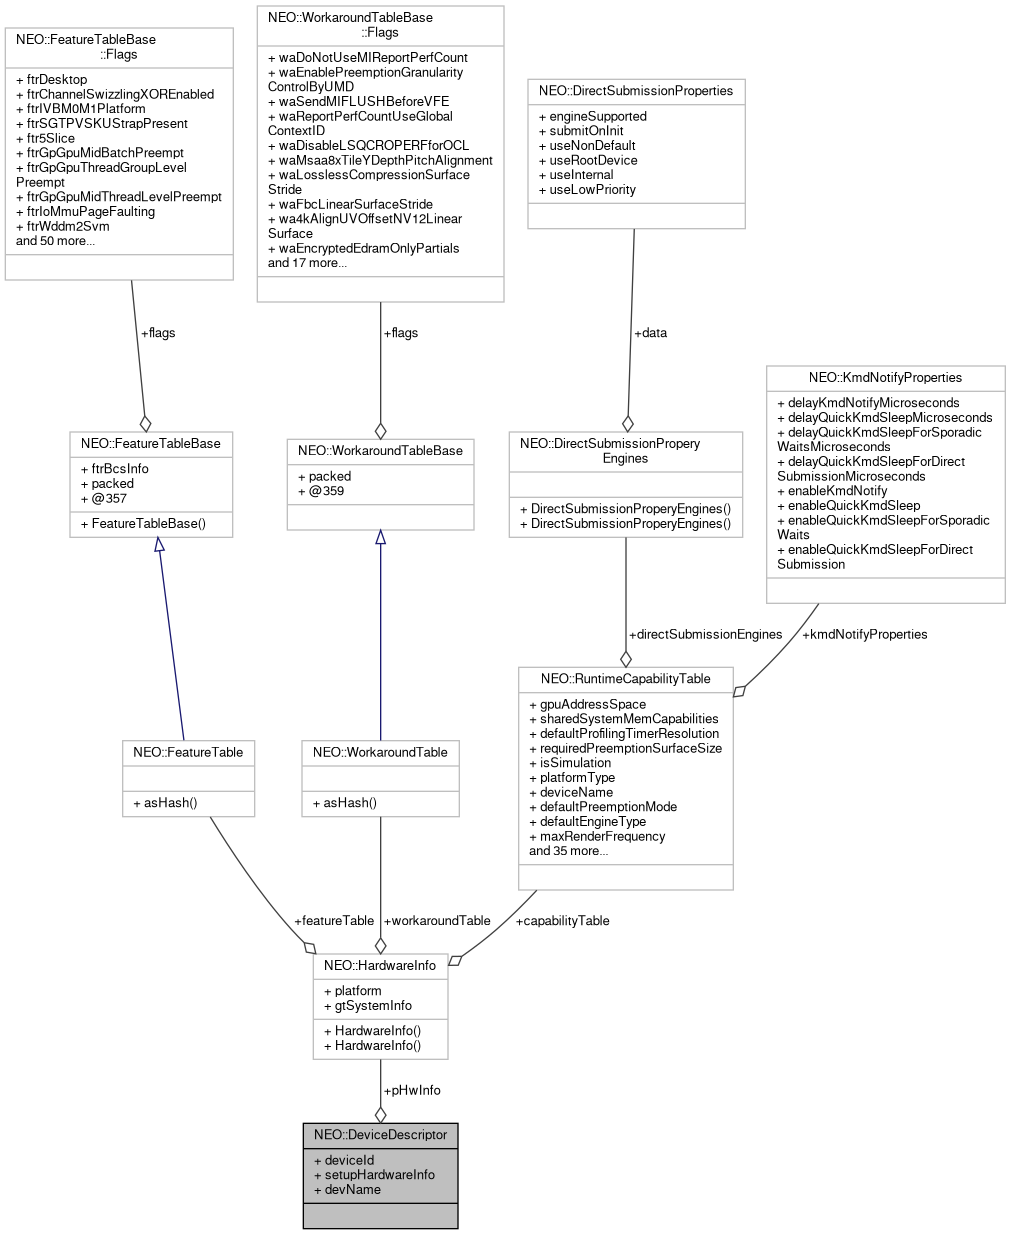 NEO::FeatureTableBase
::Flags
+ ftrDesktop
+ ftrChannelSwizzlingXOREnabled
+ ftrIVBM0M1Platform
+ ftrSGTPVSKUStrapPresent
+ ftr5Slice
+ ftrGpGpuMidBatchPreempt
+ ftrGpGpuThreadGroupLevel
Preempt
+ ftrGpGpuMidThreadLevelPreempt
+ ftrIoMmuPageFaulting
+ ftrWddm2Svm
and 50 more...
NEO::WorkaroundTableBase
::Flags
+ waDoNotUseMIReportPerfCount
+ waEnablePreemptionGranularity
ControlByUMD
+ waSendMIFLUSHBeforeVFE
+ waReportPerfCountUseGlobal
ContextID
+ waDisableLSQCROPERFforOCL
+ waMsaa8xTileYDepthPitchAlignment
+ waLosslessCompressionSurface
Stride
+ waFbcLinearSurfaceStride
+ wa4kAlignUVOffsetNV12Linear
Surface
+ waEncryptedEdramOnlyPartials
and 17 more...
NEO::DirectSubmissionProperties
+ engineSupported
+ submitOnInit
+ useNonDefault
+ useRootDevice
+ useInternal
+ useLowPriority
+flags
+flags
+data
NEO::KmdNotifyProperties
+ delayKmdNotifyMicroseconds
+ delayQuickKmdSleepMicroseconds
+ delayQuickKmdSleepForSporadic
WaitsMicroseconds
+ delayQuickKmdSleepForDirect
SubmissionMicroseconds
+ enableKmdNotify
+ enableQuickKmdSleep
+ enableQuickKmdSleepForSporadic
Waits
+ enableQuickKmdSleepForDirect
Submission
NEO::FeatureTableBase
+ ftrBcsInfo
+ packed
+ @357
+ FeatureTableBase()
NEO::WorkaroundTableBase
+ packed
+ @359
NEO::DirectSubmissionPropery
Engines
+ DirectSubmissionProperyEngines()
+ DirectSubmissionProperyEngines()
+directSubmissionEngines
+kmdNotifyProperties
NEO::FeatureTable
+ asHash()
NEO::WorkaroundTable
+ asHash()
NEO::RuntimeCapabilityTable
+ gpuAddressSpace
+ sharedSystemMemCapabilities
+ defaultProfilingTimerResolution
+ requiredPreemptionSurfaceSize
+ isSimulation
+ platformType
+ deviceName
+ defaultPreemptionMode
+ defaultEngineType
+ maxRenderFrequency
and 35 more...
+featureTable
+workaroundTable
+capabilityTable
NEO::HardwareInfo
+ platform
+ gtSystemInfo
+ HardwareInfo()
+ HardwareInfo()
+pHwInfo
NEO::DeviceDescriptor
+ deviceId
+ setupHardwareInfo
+ devName